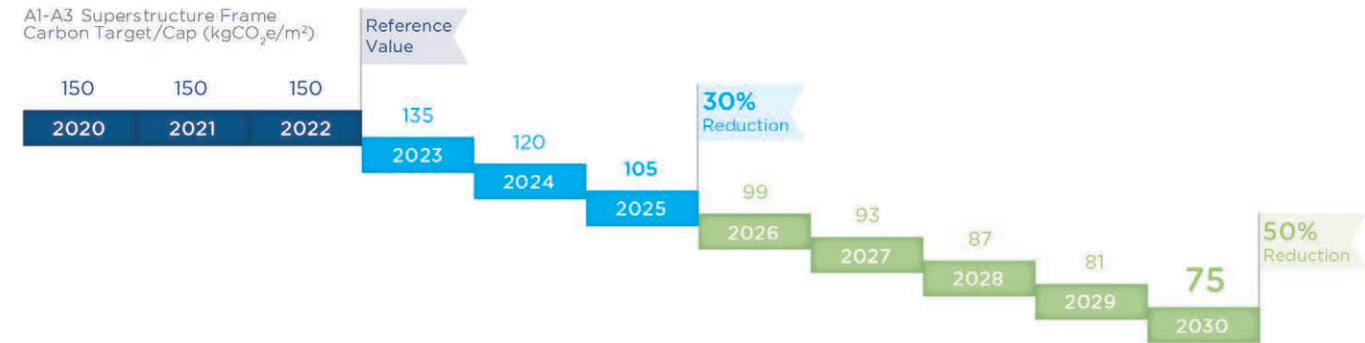 A1-A3 Superstructure Frame
Carbon Target/Cap (kgCO₂e/m²)
Reference
Value
150 150 150
2020 2021 2022
135
2023
120
2024
105
2025
30%
Reduction
99
2026
93
2027
87
2028
81
2029
75
2030
50%
Reduction